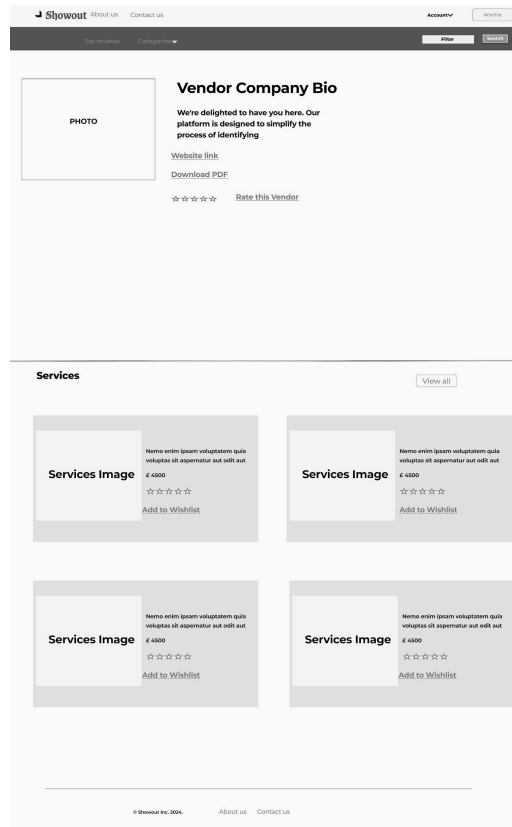 Showout About us Contact us Account Wishlist
Top reviews Categories Filter Search
Vendor Company Bio
PHOTO
We're delighted to have you here. Our
platform is designed to simplify the
process of identifying
Website link
Download PDF
Rate this Vendor
Services
View all
Services Image
Nemo enim ipsam voluptatem quia
voluptas sit aspernatur aut odit aut
£ 4500
Add to Wishlist
Services Image
Nemo enim ipsam voluptatem quia
voluptas sit aspernatur aut odit aut
£ 4500
Add to Wishlist
Services Image
Nemo enim ipsam voluptatem quia
voluptas sit aspernatur aut odit aut
£ 4500
Add to Wishlist
Services Image
Nemo enim ipsam voluptatem quia
voluptas sit aspernatur aut odit aut
£ 4500
Add to Wishlist
© Showout Inc. 2024. About us Contact us